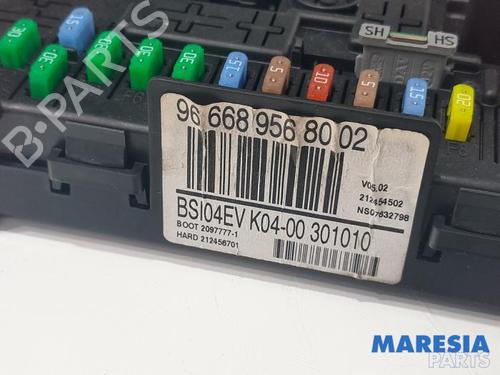 SH
HS
30
15
30
30
30
15
5
10
5
15
20
96 668 956 80 02
V05.02
212454502
NS07632798
BSI04EV K04-00 301010
BOOT 2097777-1
HARD 212456701
B-PARTS
MARESIA
PARTS